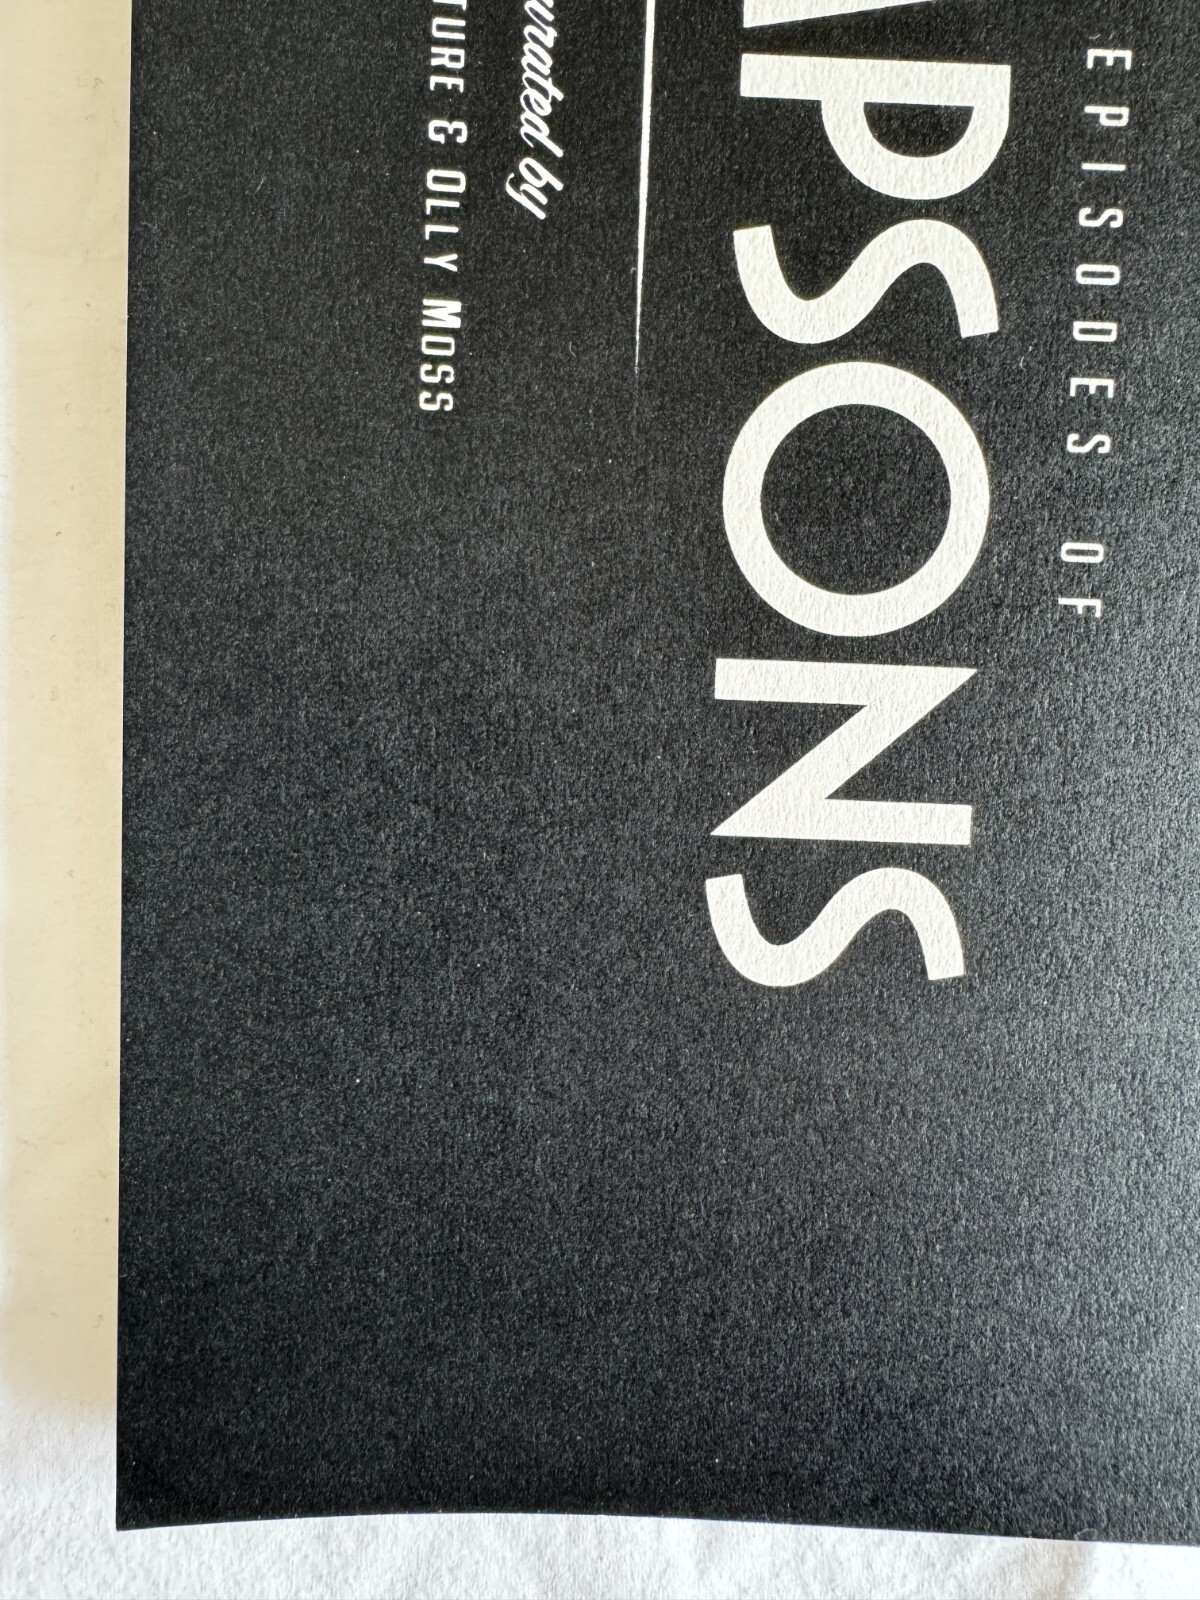 EPISODES OF
PSONS
urated by
TURE & OLLY MOSS